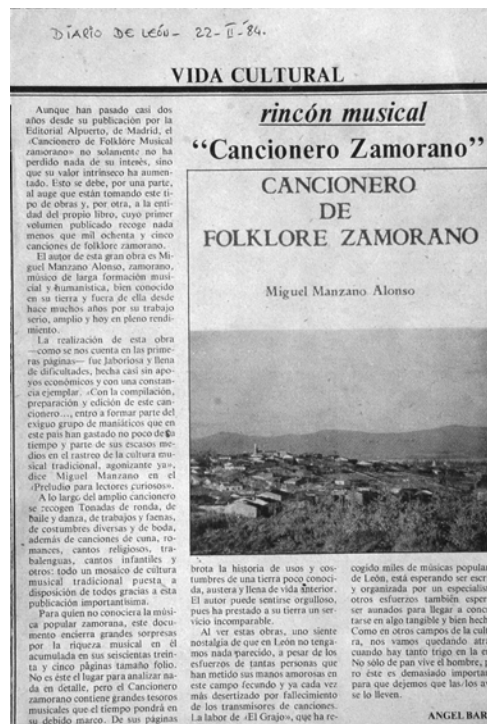 DIARIO DE LEÓN - 22-II-84.
VIDA CULTURAL
rincón musical
“Cancionero Zamorano”
Aunque han pasado casi dos
años desde su publicación por la
Editorial Alpuerto, de Madrid, el
«Cancionero de Folklore Musical
zamorano» no solamente no ha
perdido nada de su interés, sino
que su valor intrínseco ha aumen-
tado. Esto se debe, por una parte,
al auge que están tomando este ti-
po de obras y, por otra, a la enti-
dad del propio libro, cuyo primer
volumen publicado recoge nada
menos que mil ochenta y cinco
canciones de folklore zamorano.
El autor de esta gran obra es Mi-
guel Manzano Alonso, zamorano,
músico de larga formación musi-
cal y humanística, bien conocido
en su tierra y fuera de ella desde
hace muchos años por su trabajo
serio, amplio y hoy en pleno rendi-
miento.
La realización de esta obra
—como se nos cuenta en las prime-
ras páginas— fue laboriosa y llena
de dificultades, hecha casi sin apo-
yos económicos y con una constan-
cia ejemplar. «Con la compilación,
preparación y edición de este can-
cionero..., entro a formar parte del
exiguo grupo de maniáticos que en
este país han gastado no poco de su
tiempo y parte de sus escasos me-
dios en el rastreo de la cultura mu-
sical tradicional, agonizante ya»,
dice Miguel Manzano en el
«Preludio para lectores curiosos».
A lo largo del amplio cancionero
se recogen Tonadas de ronda, de
baile y danza, de trabajos y faenas,
de costumbres diversas y de boda,
además de canciones de cuna, ro-
mances, cantos religiosos, tra-
balenguas, cantos infantiles y
otros: todo un mosaico de cultura
musical tradicional puesta a
disposición de todos gracias a esta
publicación importantísima.
Para quien no conociera la músi-
ca popular zamorana, este docu-
mento encierra grandes sorpresas
por la riqueza musical en él
acumulada en sus seiscientas trein-
ta y cinco páginas tamaño folio.
No es éste el lugar para analizar na-
da en detalle, pero el Cancionero
zamorano contiene grandes tesoros
musicales que el tiempo pondrá en
su debido marco. De sus páginas
CANCIONERO
DE
FOLKLORE ZAMORANO
Miguel Manzano Alonso
brota la historia de usos y cos-
tumbres de una tierra poco conoci-
da, austera y llena de vida interior.
El autor puede sentirse orgulloso,
pues ha prestado a su tierra un ser-
vicio incomparable.
Al ver estas obras, uno siente
nostalgia de que en León no tenga-
mos nada parecido, a pesar de los
esfuerzos de tantas personas que
han metido sus manos amorosas en
este campo fecundo y ya cada vez
más desertizado por fallecimiento
de los transmisores de canciones.
La labor de «El Grajo», que ha re-
cogido miles de músicas popular
de León, está esperando ser escri
y organizada por un especialis
otros esfuerzos también esper
ser aunados para llegar a conc
tarse en algo tangible y bien hech
Como en otros campos de la cult
ra, nos vamos quedando atrá
cuando hay tanto trigo en la e
No sólo de pan vive el hombre, p
ro éste es demasiado importan
para que dejemos que las/los av
se lo lleven.
ANGEL BAR